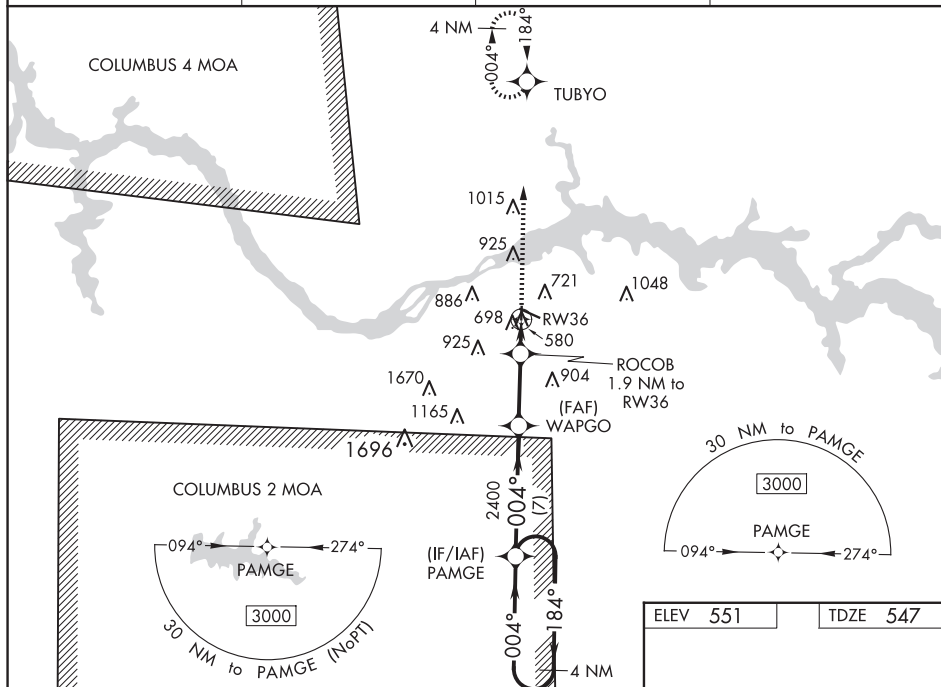 COLUMBUS 4 MOA
4 NM
004°
184°
TUBYO
1015
925
721
1048
886
698
RW36
580
925
ROCOB
1.9 NM to
RW36
904
1670
1165
(FAF)
WAPGO
1696
COLUMBUS 2 MOA
2400
004°
(7)
094°
274°
PAMGE
3000
30 NM to PAMGE (NoPT)
(IF/IAF)
PAMGE
004°
184°
4 NM
30 NM to PAMGE
3000
PAMGE
094°
274°
ELEV 551
TDZE 547